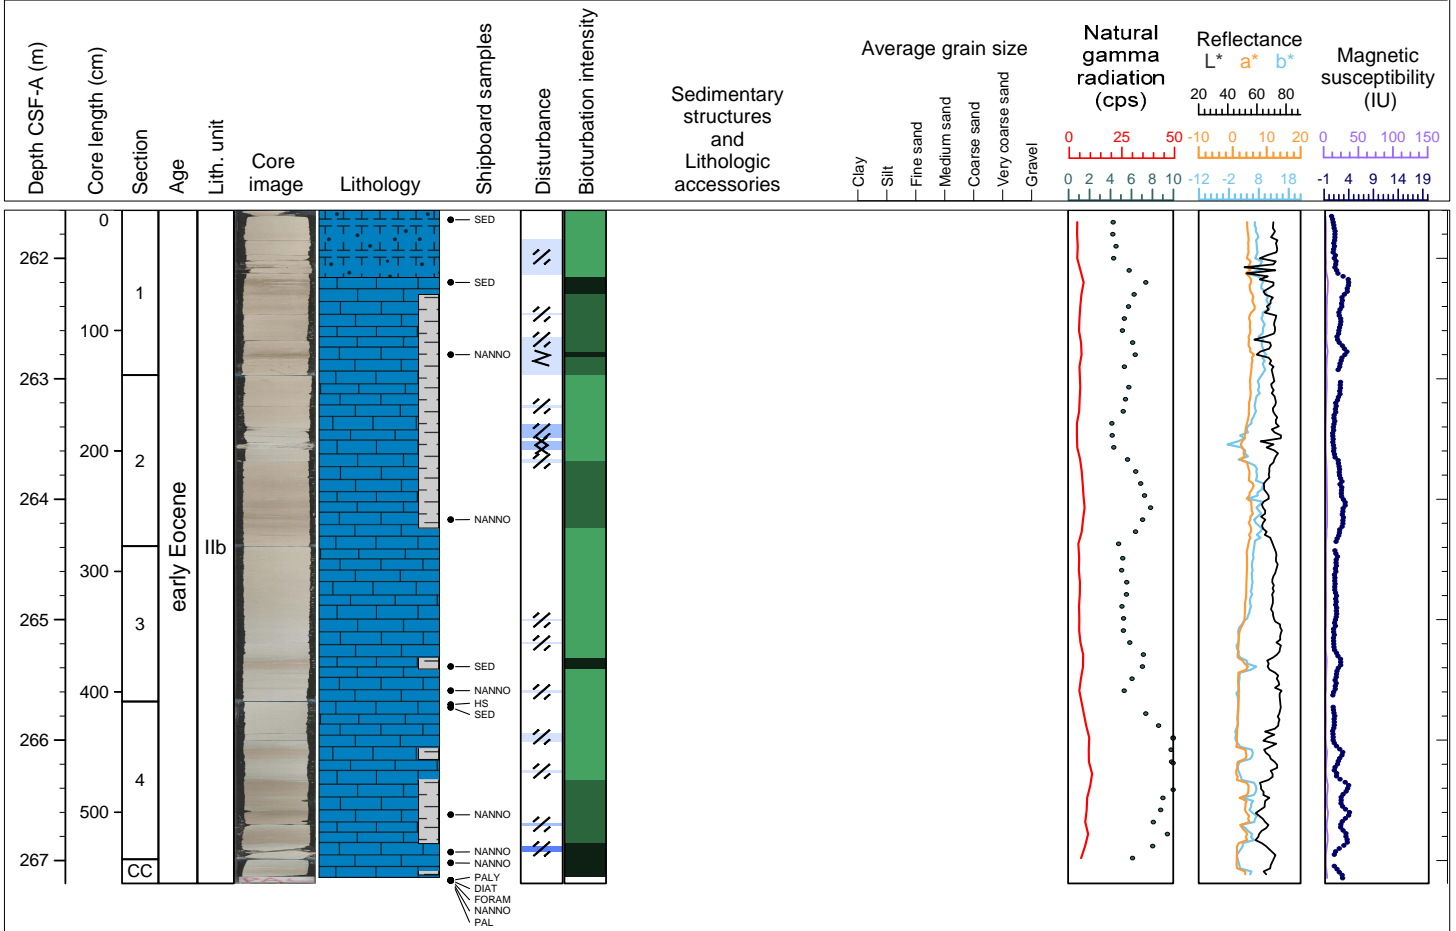 Depth CSF-A (m)
Core length (cm)
Section
Age
Lith. unit
Core
image
Lithology
Shipboard samples
Disturbance
Bioturbation intensity
Sedimentary
structures
and
Lithologic
accessories
Average grain size
Clay
Silt
Fine sand
Medium sand
Coarse sand
Very coarse sand
Gravel
Natural
gamma
radiation
(cps)
0 25 50
0 2 4 6 8 10
Reflectance
L* a* b*
20 40 60 80
-10 0 10 20
-12 -2 8 18
Magnetic
susceptibility
(IU)
0 50 100 150
-1 4 9 14 19
262
263
264
265
266
267
0
100
200
300
400
500
1
2
3
4
CC
early Eocene
IIb
SED
SED
NANNO
NANNO
SED
NANNO
HS
SED
NANNO
NANNO
NANNO
PALY
DIAT
FORAM
NANNO
PAL